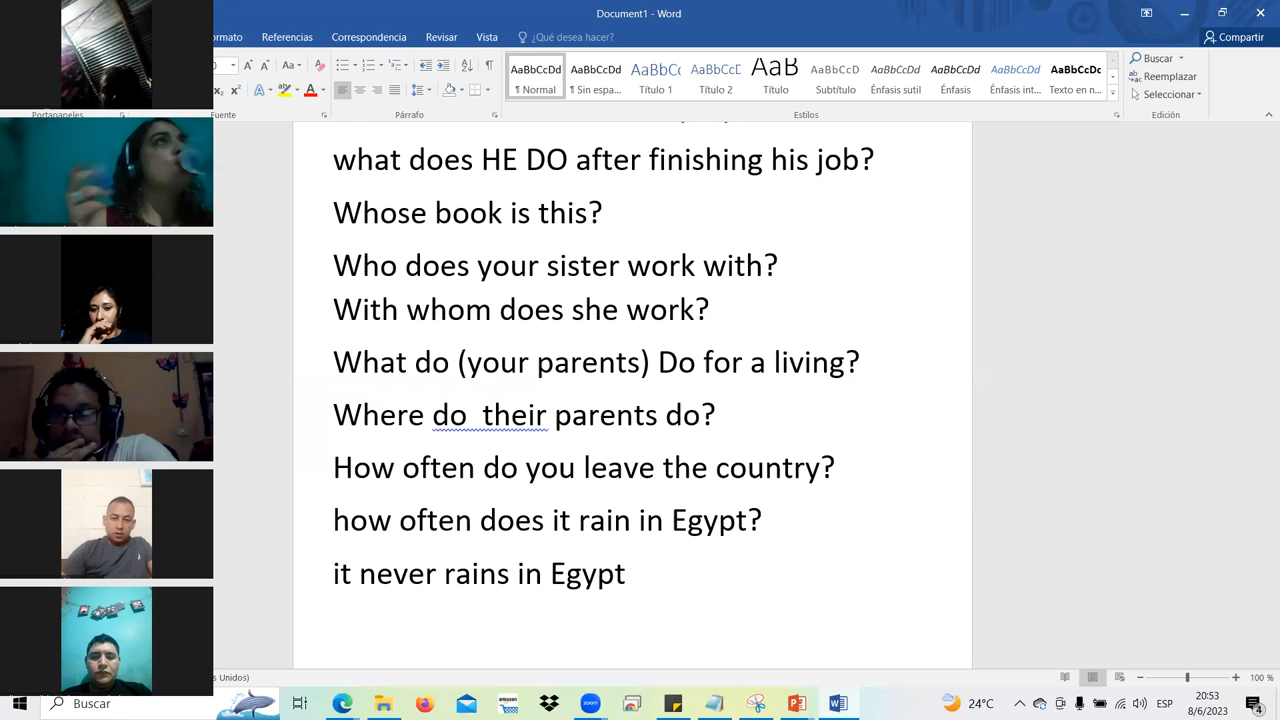 Document1 - Word
ormato Referencias Correspondencia Revisar Vista ¿Qué desea hacer? Compartir
Aa
AaBbCcDd AaBbCcDd AaBbCc AaBbCcD AaB AaBbCcD AaBbCcDd AaBbCcDd AaBbCcDd AaBbCcDc
¶ Normal ¶ Sin espa... Título 1 Título 2 Título Subtítulo Énfasis sutil Énfasis Énfasis int... Texto en n...
Buscar
Reemplazar
Seleccionar
Portapapeles Fuente Párrafo Estilos Edición
what does HE DO after finishing his job?
Whose book is this?
Who does your sister work with?
With whom does she work?
What do (your parents) Do for a living?
Where do  their parents do?
How often do you leave the country?
how often does it rain in Egypt?
it never rains in Egypt
s Unidos) 100 %
Buscar amazon zoom 24°C ESP 20:53
8/6/2023 4